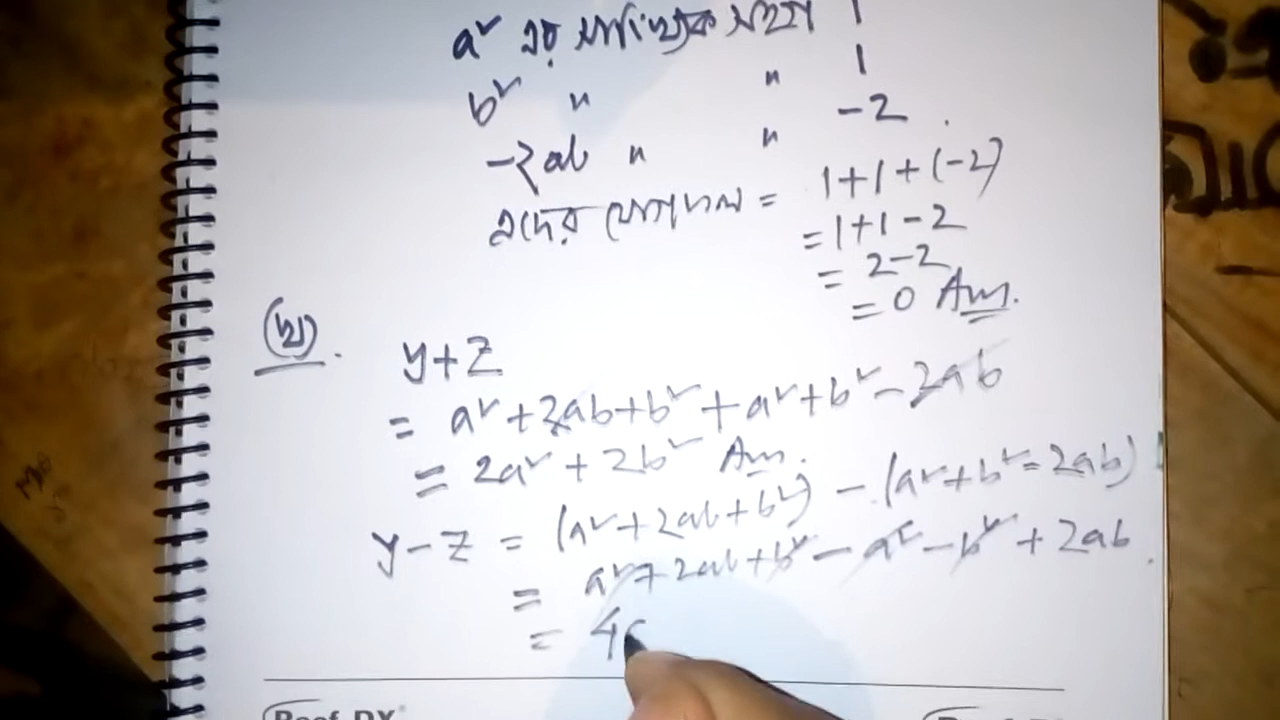 a² এর সাংখ্যিক সহগ 1
b² " " 1
-2ab " " -2
এদের যোগফল = 1+1+(-2)
= 1+1-2
= 2-2
= 0 Ans.
(খ).
y+z
= a²+2ab+b²+a²+b²-2ab
= 2a²+2b² Ans.
y-z = (a²+2ab+b²) - (a²+b²-2ab)
= a²+2ab+b²-a²-b²+2ab.
= 4a